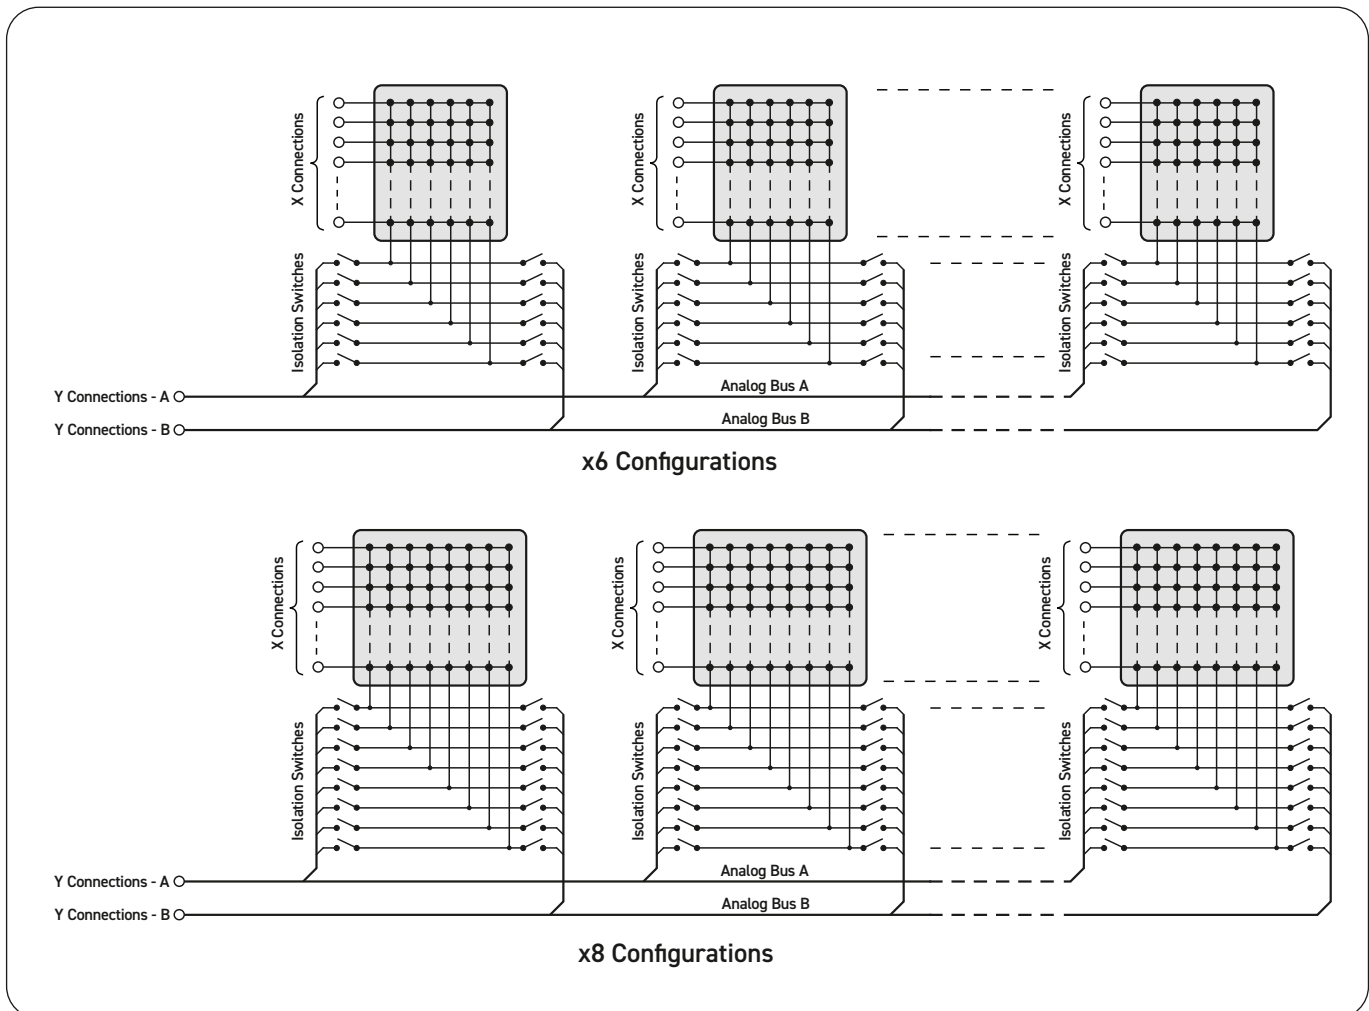 X Connections
X Connections
X Connections
Isolation Switches
Isolation Switches
Isolation Switches
Y Connections - A
Analog Bus A
Y Connections - B
Analog Bus B
x6 Configurations
X Connections
X Connections
X Connections
Isolation Switches
Isolation Switches
Isolation Switches
Y Connections - A
Analog Bus A
Y Connections - B
Analog Bus B
x8 Configurations